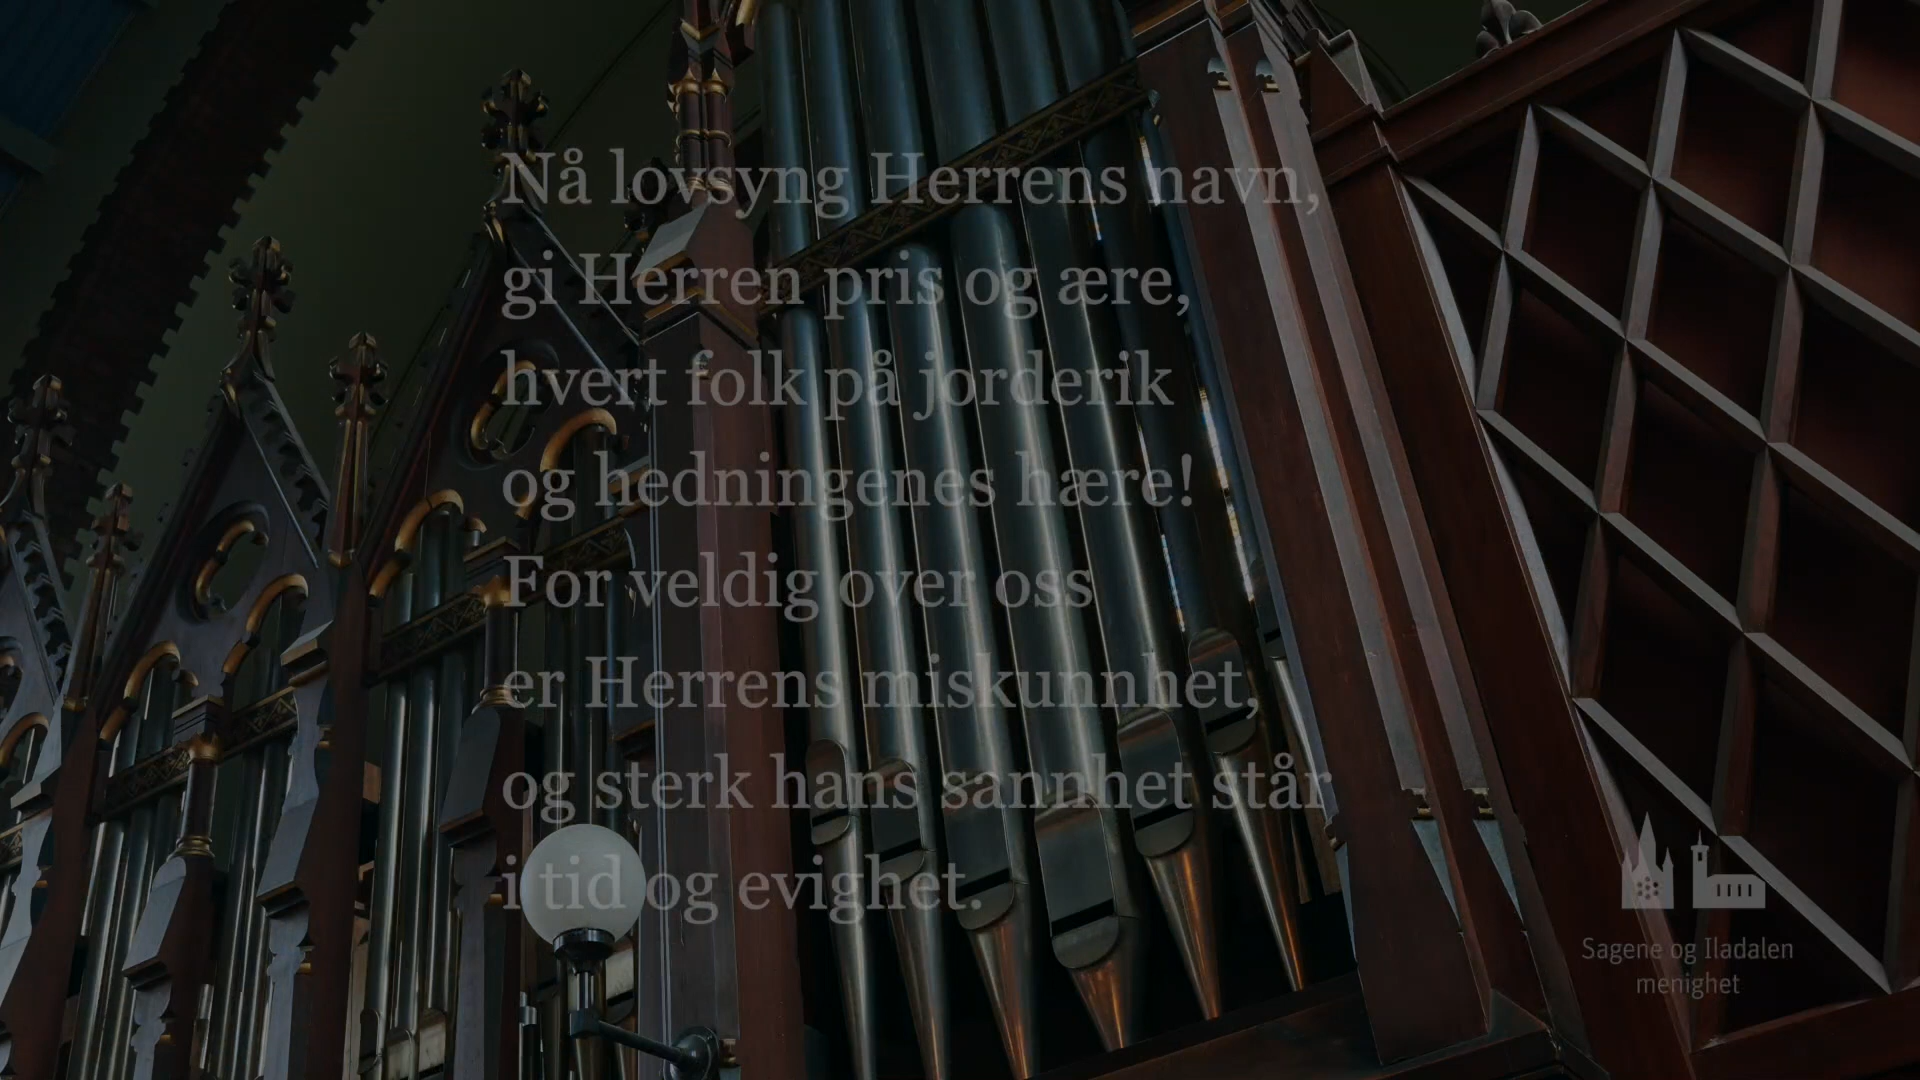 Nå lovsyng Herrens navn,
gi Herren pris og ære,
hvert folk på jorderik
og hedningenes hære!
For veldig over oss
er Herrens miskunnhet,
og sterk hans sannhet står
i tid og evighet.
Sagene og Iladalen
menighet